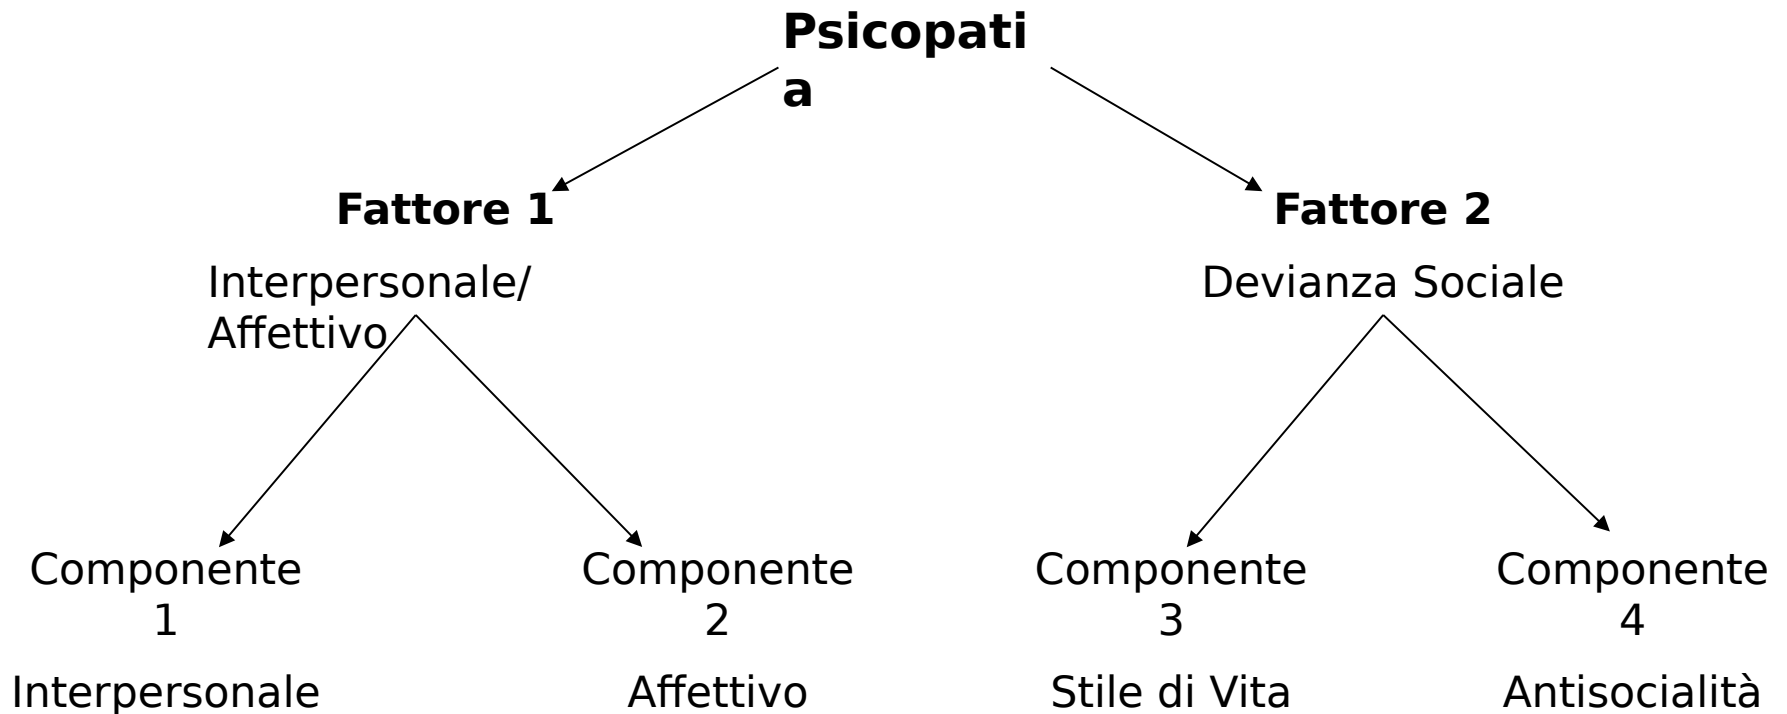 Psicopati
a
Fattore 1
Fattore 2
Interpersonale/
Affettivo
Devianza Sociale
Componente
1
Componente
2
Componente
3
Componente
4
Interpersonale
Affettivo
Stile di Vita
Antisocialità